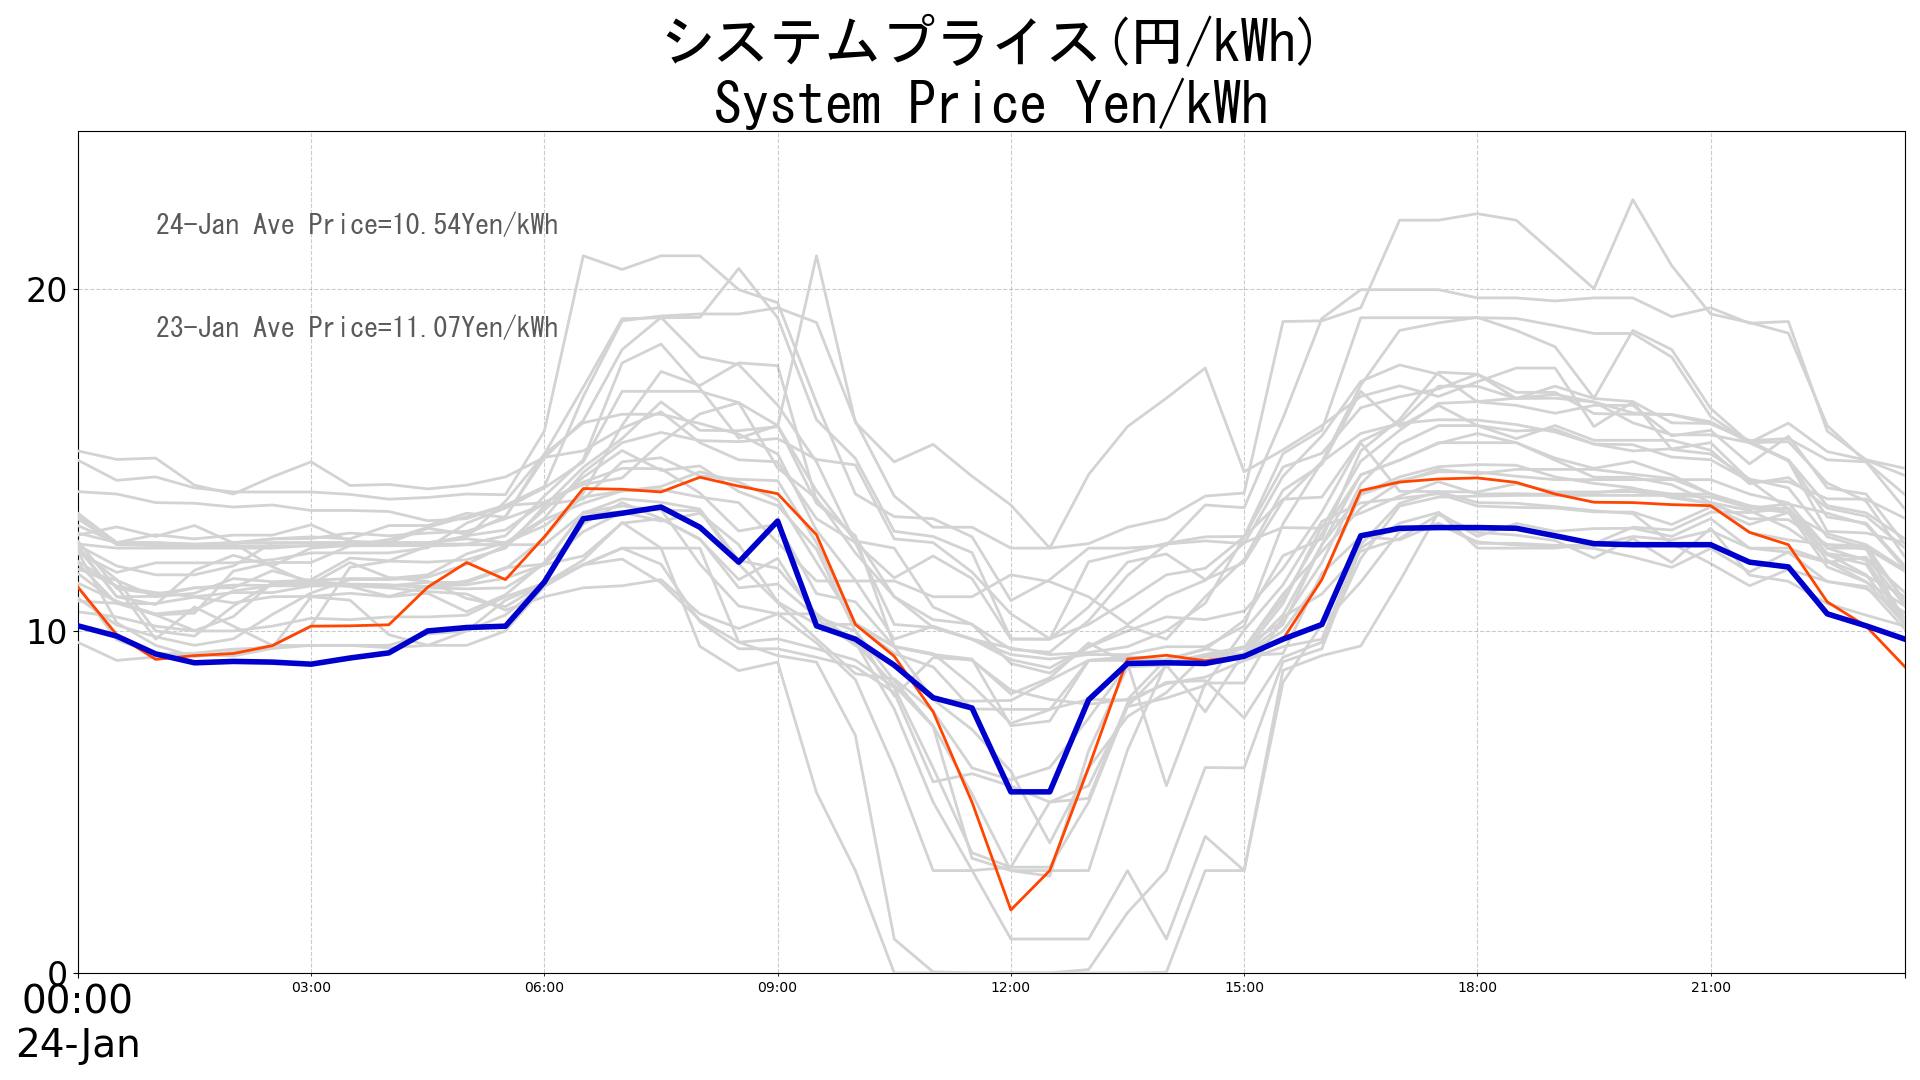 システムプライス(円/kWh)
System Price Yen/kWh
24-Jan Ave Price=10.54Yen/kWh
23-Jan Ave Price=11.07Yen/kWh
20
10
0
00:00
03:00
06:00
09:00
12:00
15:00
18:00
21:00
24-Jan